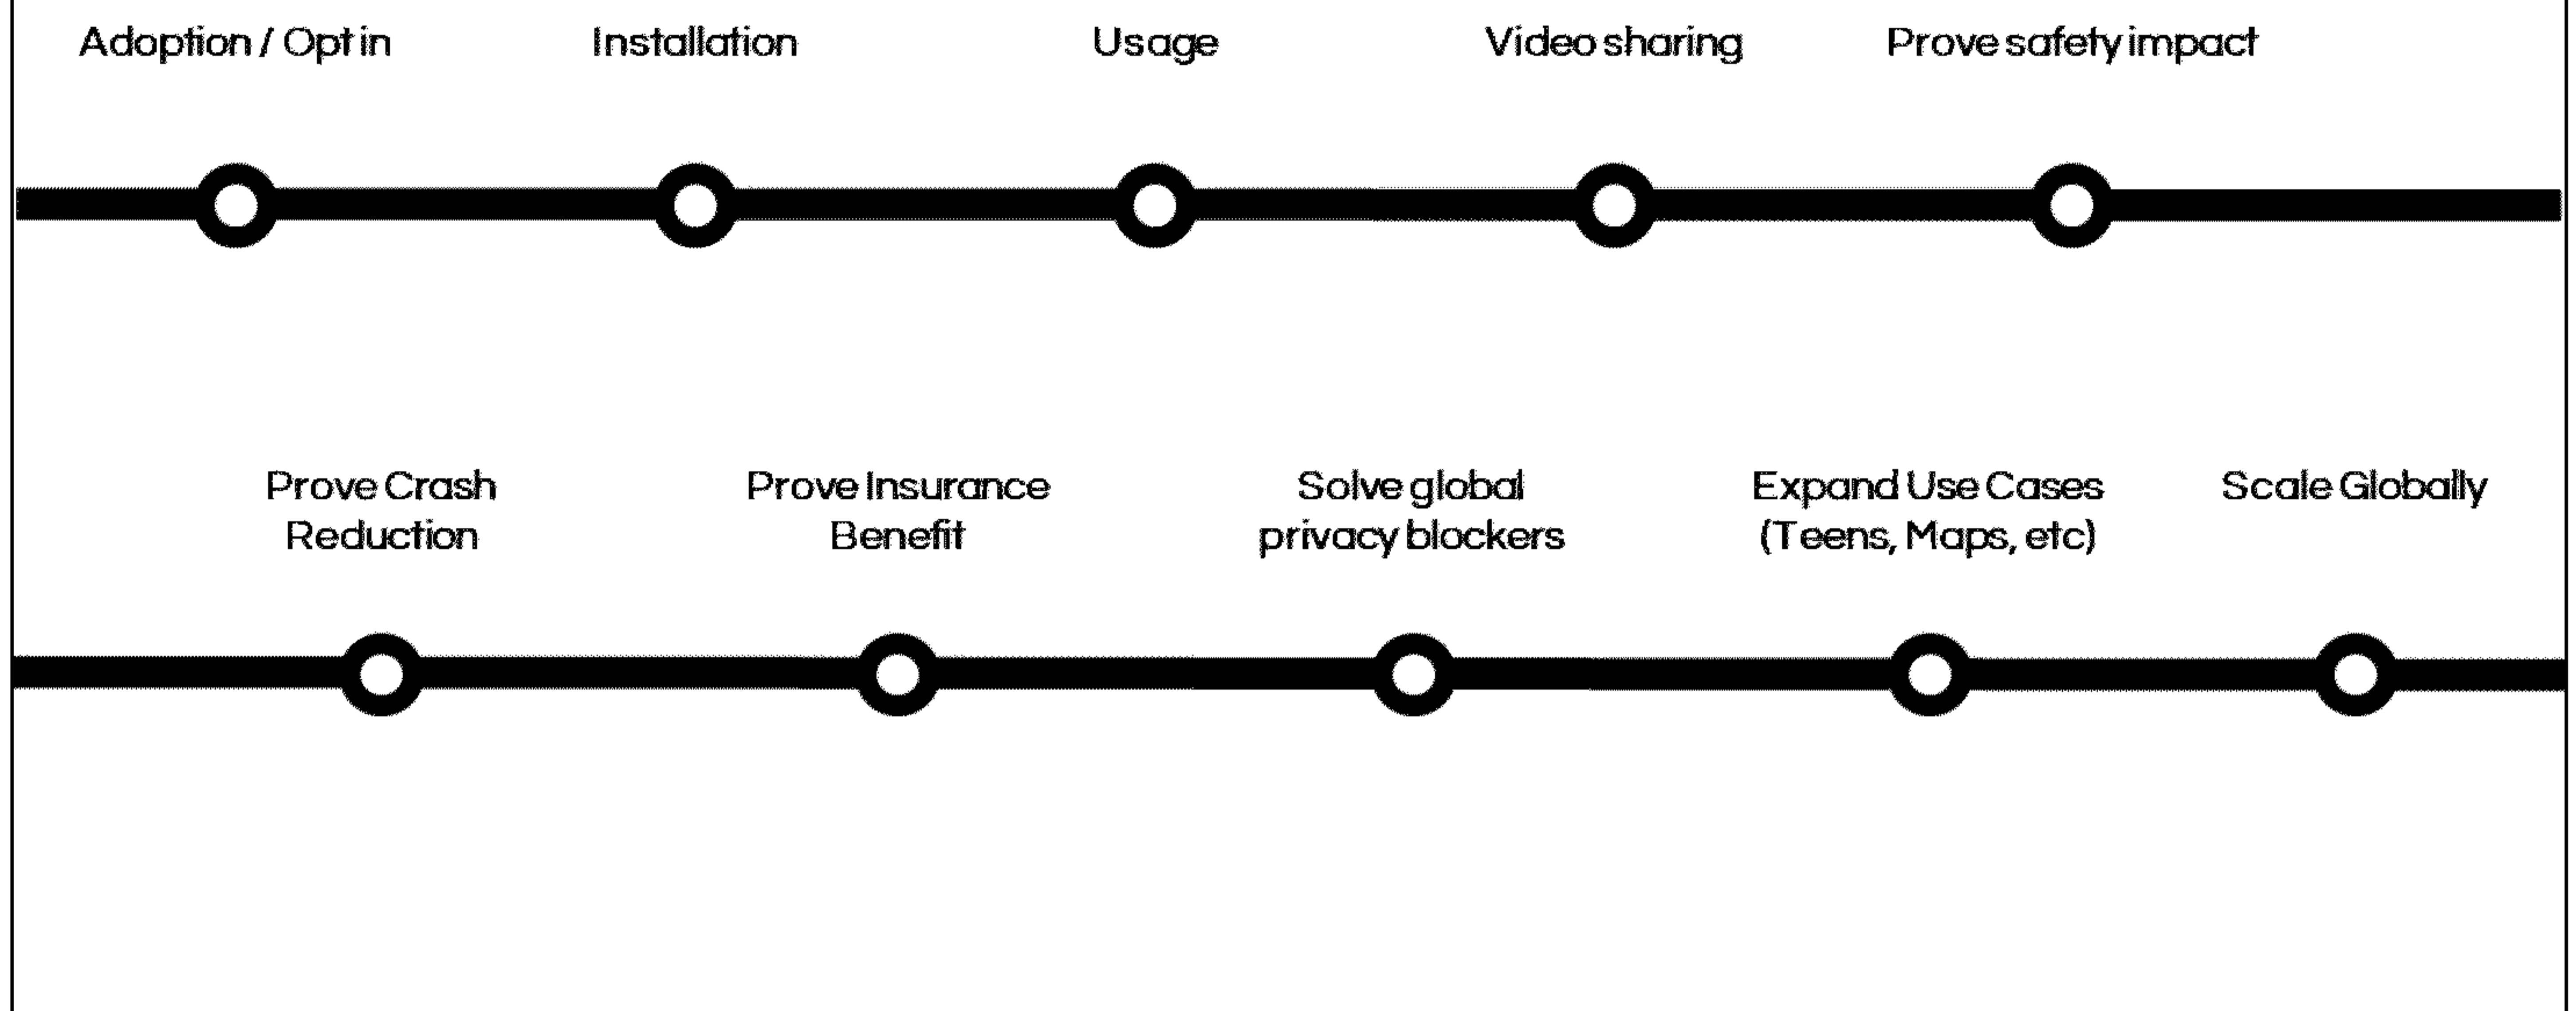 Adoption / Opt in
Installation
Usage
Video sharing
Prove safety impact
Prove Crash
Reduction
Prove Insurance
Benefit
Solve global
privacy blockers
Expand Use Cases
(Teens, Maps, etc)
Scale Globally